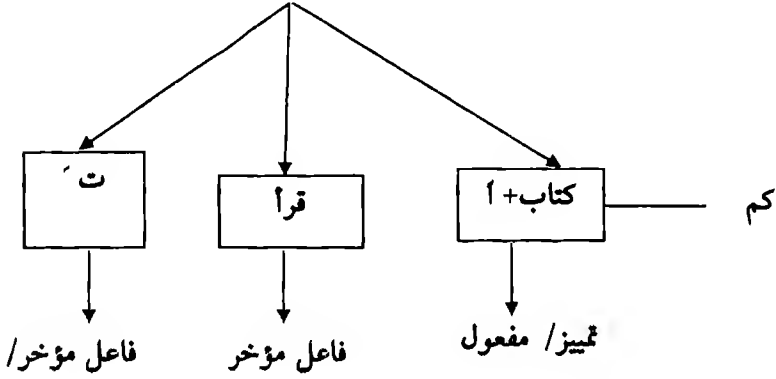 كم
كتاب+ أ
قرأ
تَ
تمييز/ مفعول
فاعل مؤخر
فاعل مؤخر/